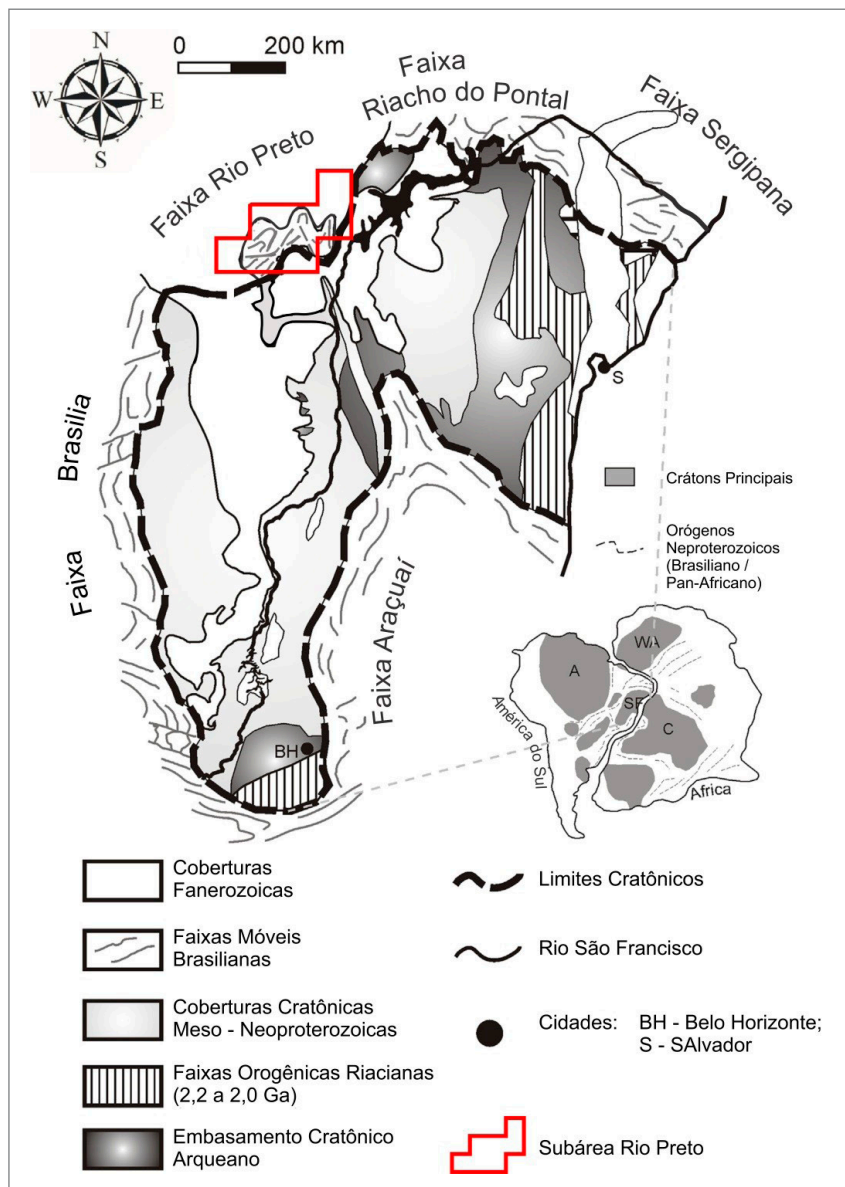 N
W E
S
0 200 km
Faixa
Riacho do Pontal
Faixa Sergipana
Faixa Rio Preto
Faixa Brasilia
Faixa Araçuaí
S
BH
Crátons Principais
Orógenos
Neproterozoicos
(Brasiliano /
Pan-Africano)
A
WA
SF
C
América do Sul
Africa
Coberturas
Fanerozoicas
Faixas Móveis
Brasilianas
Coberturas Cratônicas
Meso - Neoproterozoicas
Faixas Orogênicas Riacianas
(2,2 a 2,0 Ga)
Embasamento Cratônico
Arqueano
Limites Cratônicos
Rio São Francisco
Cidades: BH - Belo Horizonte;
S - SAlvador
Subárea Rio Preto